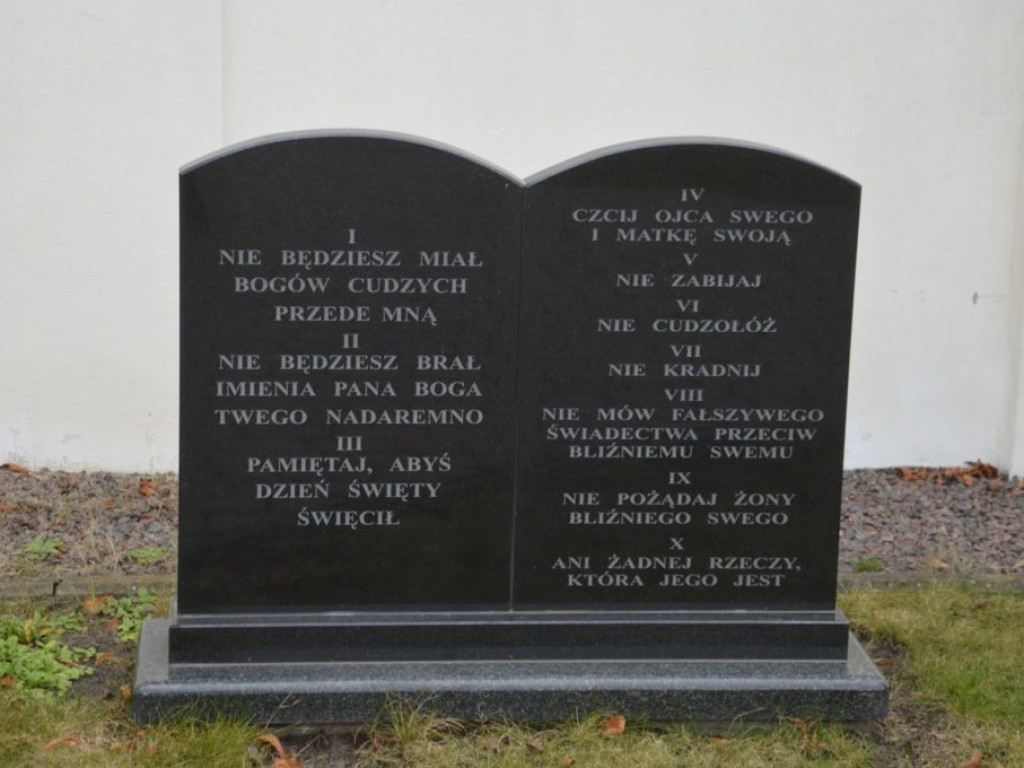 I
NIE BĘDZIESZ MIAŁ
BOGÓW CUDZYCH
PRZEDE MNĄ
II
NIE BĘDZIESZ BRAŁ
IMIENIA PANA BOGA
TWEGO NADAREMNO
III
PAMIĘTAJ, ABYŚ
DZIEŃ ŚWIĘTY
ŚWIĘCIŁ
IV
CZCIJ OJCA SWEGO
I MATKĘ SWOJĄ
V
NIE ZABIJAJ
VI
NIE CUDZOŁÓŻ
VII
NIE KRADNIJ
VIII
NIE MÓW FAŁSZYWEGO
ŚWIADECTWA PRZECIW
BLIŹNIEMU SWEMU
IX
NIE POŻĄDAJ ŻONY
BLIŹNIEGO SWEGO
X
ANI ŻADNEJ RZECZY,
KTÓRA JEGO JEST